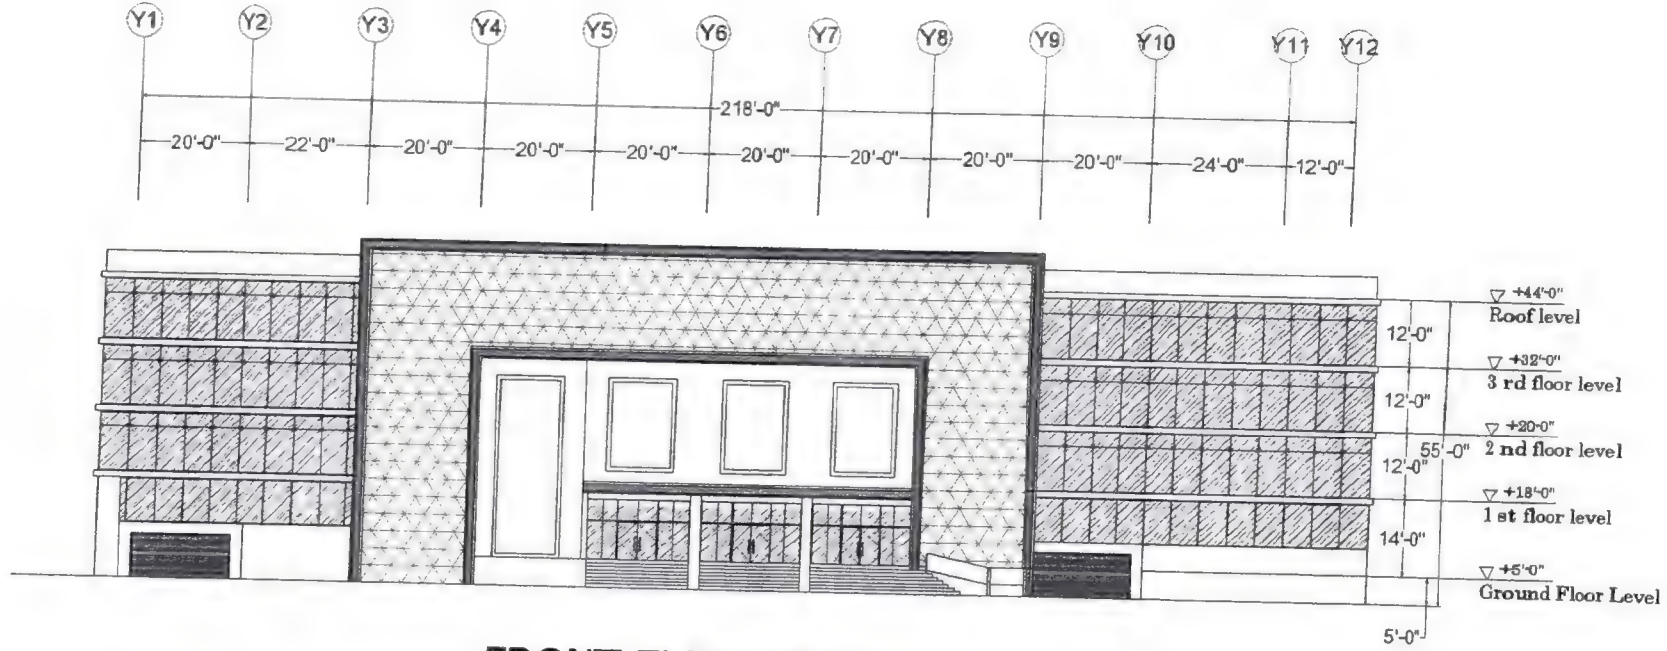 Y1 Y2 Y3 Y4 Y5 Y6 Y7 Y8 Y9 Y10 Y11 Y12
218'-0"
20'-0" 22'-0" 20'-0" 20'-0" 20'-0" 20'-0" 20'-0" 20'-0" 20'-0" 24'-0" 12'-0"
+44'-0"
Roof level
12'-0"
+32'-0"
3 rd floor level
12'-0"
+20-0"
2 nd floor level
12'-0" 55'-0"
+18'-0"
1 st floor level
14'-0"
+5'-0"
Ground Floor Level
5'-0"